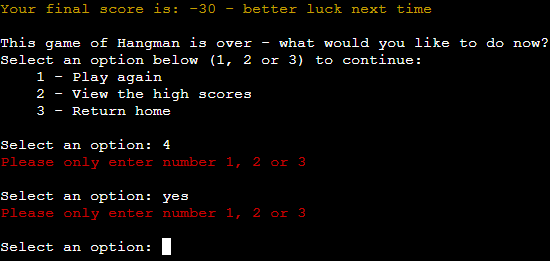 Your final score is: -30 - better luck next time
This game of Hangman is over - what would you like to do now?
Select an option below (1, 2 or 3) to continue:
1 - Play again
2 - View the high scores
3 - Return home
Select an option: 4
Please only enter number 1, 2 or 3
Select an option: yes
Please only enter number 1, 2 or 3
Select an option: